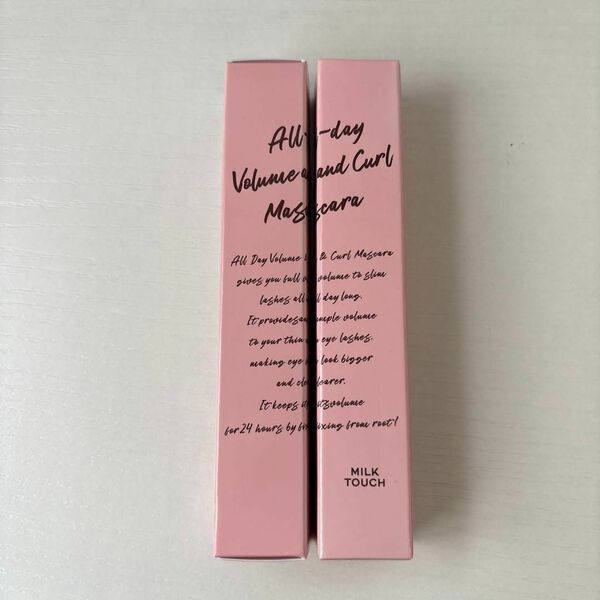 All-day
Volume and Curl
Mascara
All Day Volume & Curl Mascara
gives you full volume to slim
lashes all day long.
It provides ample volume
to your thin eye lashes,
making eye look bigger
and clearer.
It keeps its volume
for 24 hours by fixing from root!
MILK
TOUCH